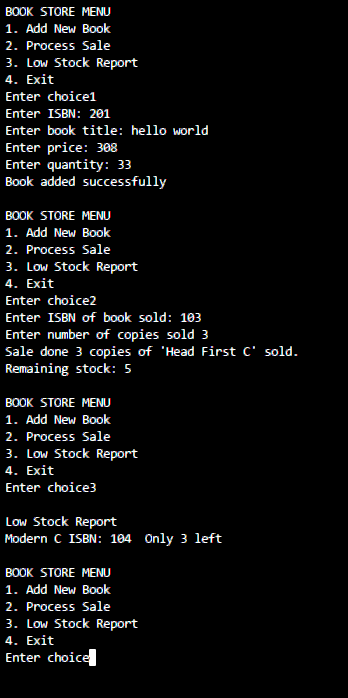 BOOK STORE MENU
1. Add New Book
2. Process Sale
3. Low Stock Report
4. Exit
Enter choice1
Enter ISBN: 201
Enter book title: hello world
Enter price: 308
Enter quantity: 33
Book added successfully
BOOK STORE MENU
1. Add New Book
2. Process Sale
3. Low Stock Report
4. Exit
Enter choice2
Enter ISBN of book sold: 103
Enter number of copies sold 3
Sale done 3 copies of 'Head First C' sold.
Remaining stock: 5
BOOK STORE MENU
1. Add New Book
2. Process Sale
3. Low Stock Report
4. Exit
Enter choice3
Low Stock Report
Modern C ISBN: 104  Only 3 left
BOOK STORE MENU
1. Add New Book
2. Process Sale
3. Low Stock Report
4. Exit
Enter choice